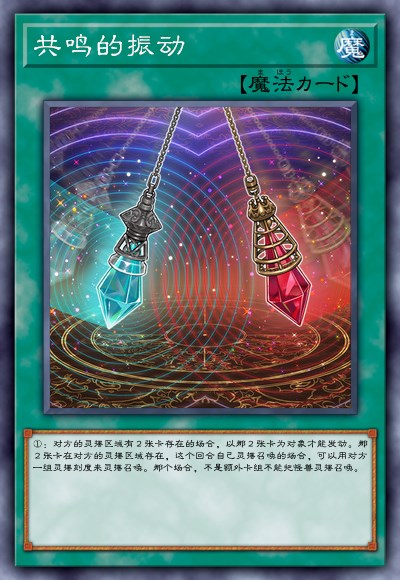 共鸣的振动
魔
【魔法カード】
ま ほう
①：对方的灵摆区域有２张卡存在的场合，以那２张卡为对象才能发动。那
２张卡在对方的灵摆区域存在，这个回合自己灵摆召唤的场合，可以用对方
一组灵摆刻度来灵摆召唤。那个场合，不是额外卡组不能把怪兽灵摆召唤。